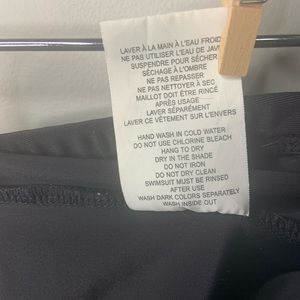 LAVER À LA MAIN À L'EAU FROIDE
NE PAS UTILISER L'EAU DE JAVEL
SUSPENDRE POUR SÉCHER
SÉCHAGE À L'OMBRE
NE PAS REPASSER
NE PAS NETTOYER À SEC
MAILLOT DOIT ÊTRE RINCÉ
APRÈS USAGE
LAVER SÉPARÉMENT
LAVER CE VÊTEMENT SUR L'ENVERS
HAND WASH IN COLD WATER
DO NOT USE CHLORINE BLEACH
HANG TO DRY
DRY IN THE SHADE
DO NOT IRON
DO NOT DRY CLEAN
SWIMSUIT MUST BE RINSED
AFTER USE
WASH DARK COLORS SEPARATELY
WASH INSIDE OUT